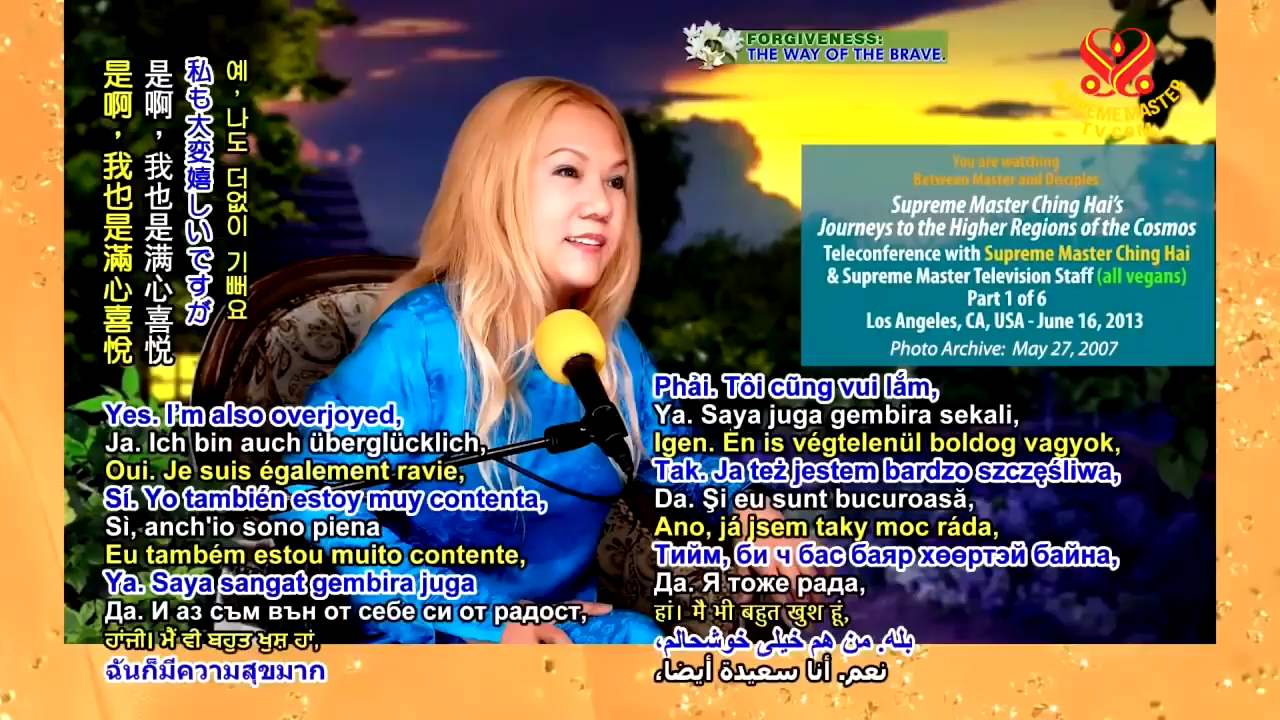 FORGIVENESS:
THE WAY OF THE BRAVE.
SUPREME MASTER
TV.COM
You are watching
Between Master and Disciples
Supreme Master Ching Hai's
Journeys to the Higher Regions of the Cosmos
Teleconference with Supreme Master Ching Hai
& Supreme Master Television Staff (all vegans)
Part 1 of 6
Los Angeles, CA, USA - June 16, 2013
Photo Archive: May 27, 2007
예, 나도 더없이 기뻐요
私も大変嬉しいですが
是啊，我也是满心喜悦
是啊，我也是滿心喜悅
Yes. I'm also overjoyed,
Ja. Ich bin auch überglücklich,
Oui. Je suis également ravie,
Sí. Yo también estoy muy contenta,
Sì, anch'io sono piena
Eu também estou muito contente,
Ya. Saya sangat gembira juga
Да. И аз съм вън от себе си от радост,
ਹਾਂਜੀ। ਮੈਂ ਵੀ ਬਹੁਤ ਖੁਸ਼ ਹਾਂ,
ฉันก็มีความสุขมาก
Phải. Tôi cũng vui lắm,
Ya. Saya juga gembira sekali,
Igen. Én is végtelenül boldog vagyok,
Tak. Ja też jestem bardzo szczęśliwa,
Da. Şi eu sunt bucuroasă,
Ano, já jsem taky moc ráda,
Тийм, би ч бас баяр хөөртэй байна,
Да. Я тоже рада,
हां। मैं भी बहुत खुश हूं,
بله. من هم خیلی خوشحالم،
نعم. أنا سعيدة أيضا،